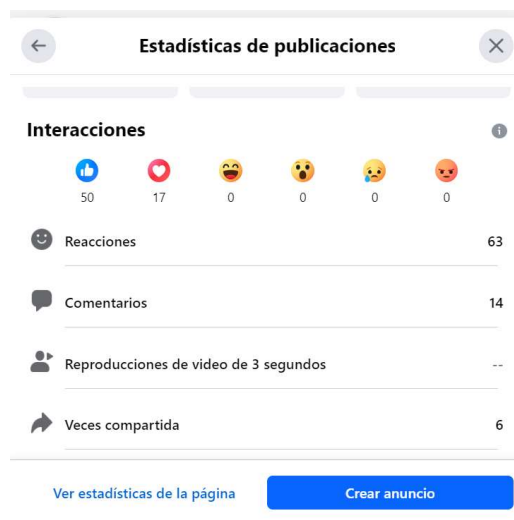 Estadísticas de publicaciones
Interacciones
50 17 0 0 0 0
Reacciones 63
Comentarios 14
Reproducciones de video de 3 segundos --
Veces compartida 6
Ver estadísticas de la página Crear anuncio